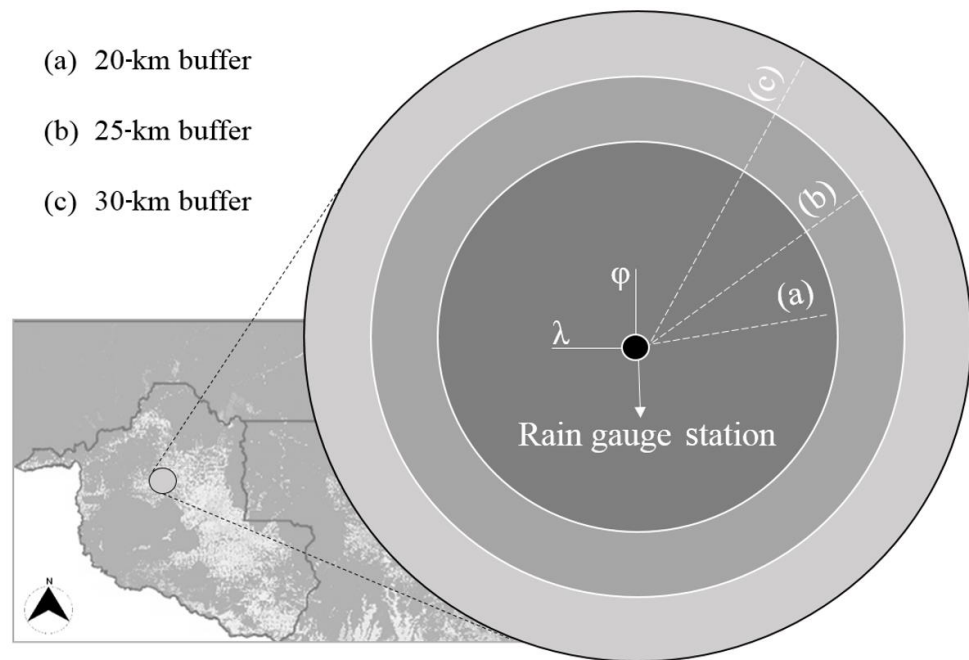 (a) 20-km buffer
(b) 25-km buffer
(c) 30-km buffer
(c)
(b)
(a)
φ
λ
Rain gauge station
N